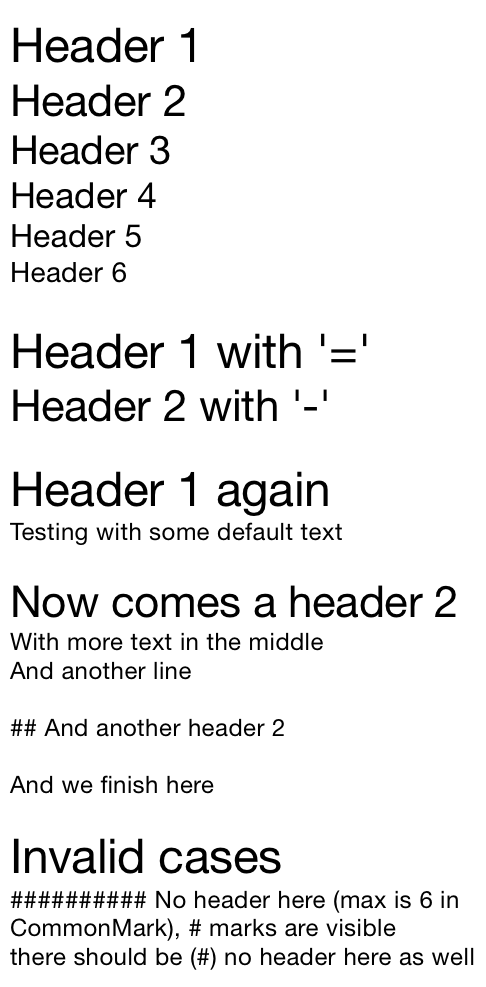 Header 1
Header 2
Header 3
Header 4
Header 5
Header 6
Header 1 with '='
Header 2 with '-'
Header 1 again
Testing with some default text
Now comes a header 2
With more text in the middle
And another line
## And another header 2
And we finish here
Invalid cases
########## No header here (max is 6 in
CommonMark), # marks are visible
there should be (#) no header here as well